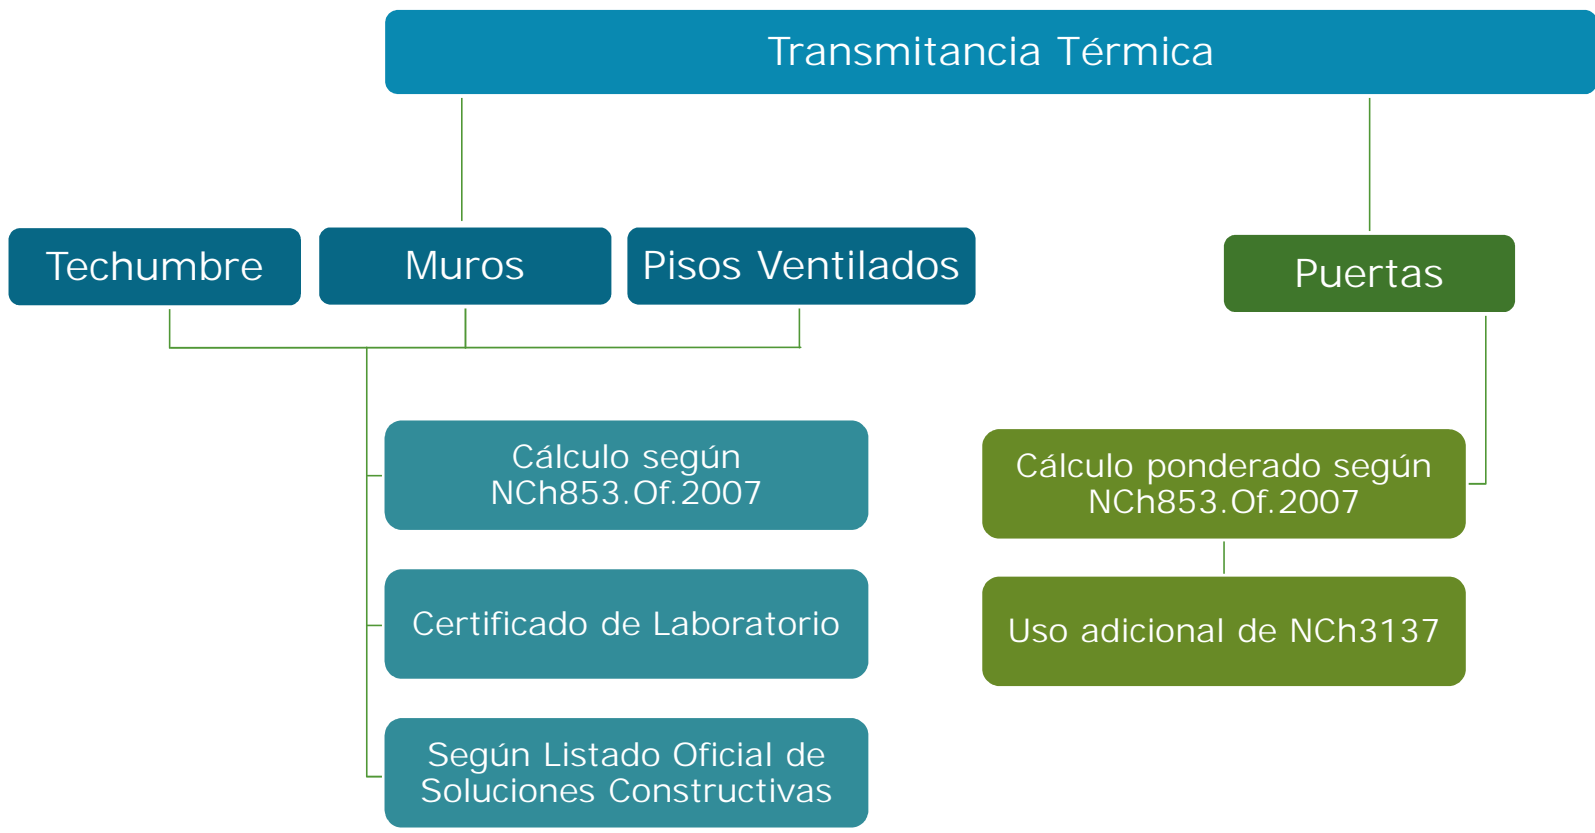 Transmitancia Térmica
Techumbre
Muros
Pisos Ventilados
Puertas
Cálculo según
NCh853.Of.2007
Certificado de Laboratorio
Según Listado Oficial de
Soluciones Constructivas
Cálculo ponderado según
NCh853.Of.2007
Uso adicional de NCh3137